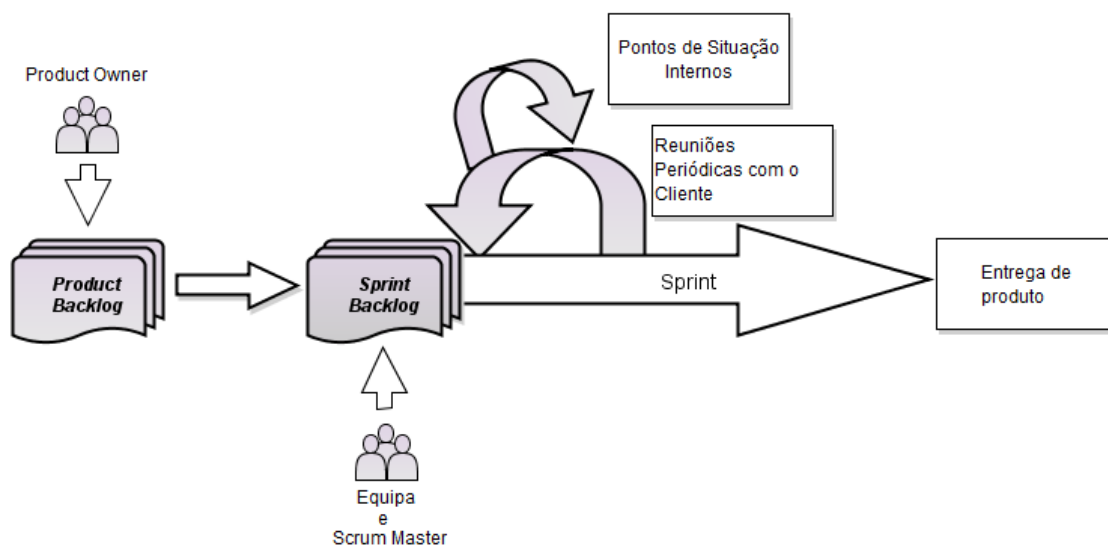 Product Owner
Product
Backlog
Sprint
Backlog
Equipa
e
Scrum Master
Pontos de Situação
Internos
Reuniões
Periódicas com o
Cliente
Sprint
Entrega de
produto